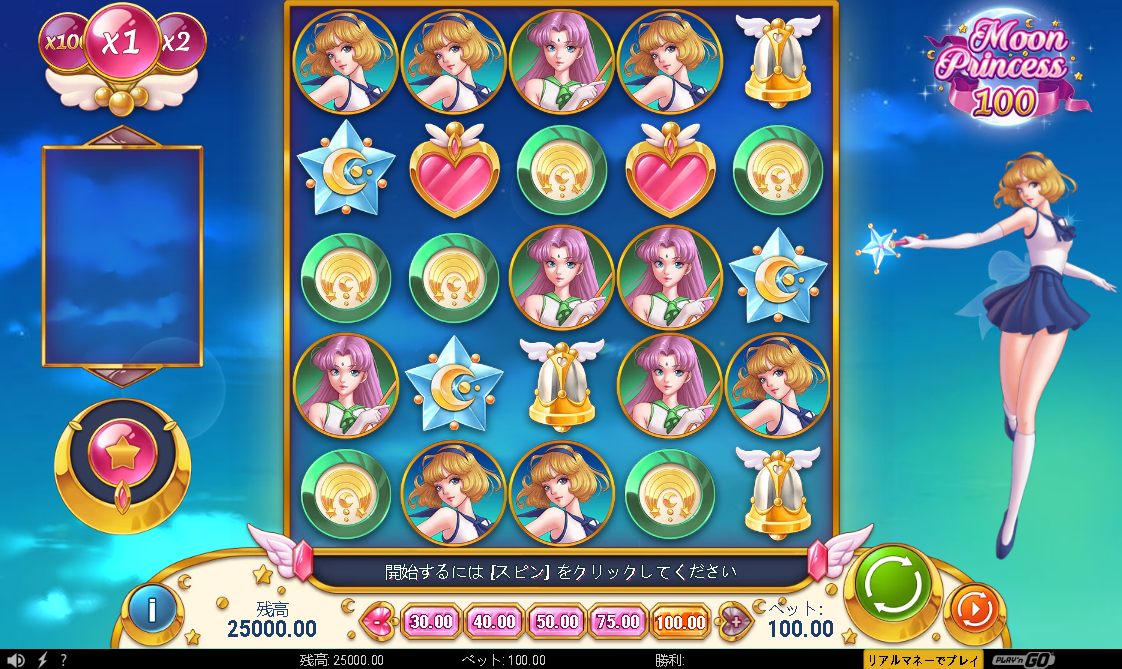 x100 x1 x2
Moon
Princess
100
開始するには [スピン] をクリックしてください
i
残高
25000.00
30.00 40.00 50.00 75.00 100.00
ベット:
100.00
残高: 25000.00 ベット: 100.00 勝利:
リアルマネーでプレイ PLAY'n GO
?